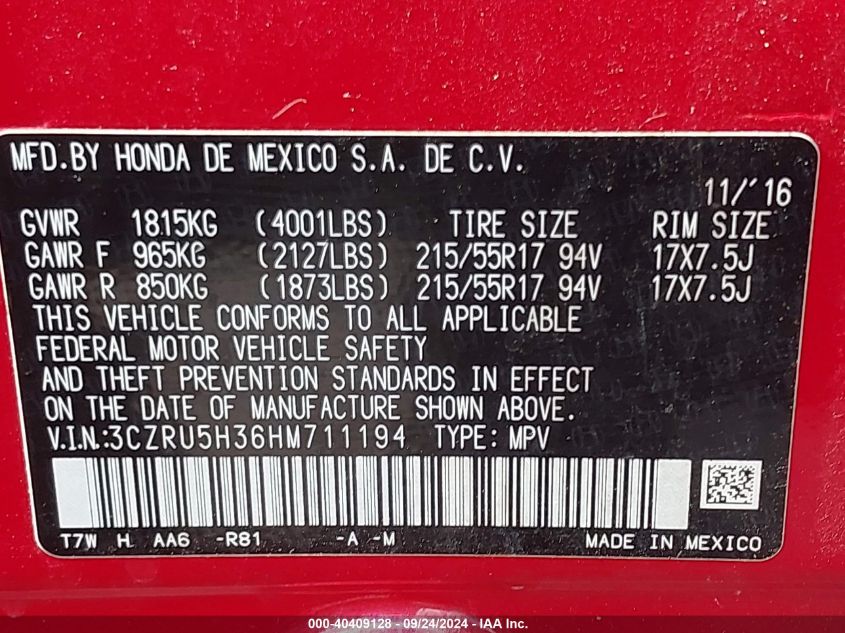 MFD.BY HONDA DE MEXICO S.A. DE C.V.
11/'16
GVWR 1815KG (4001LBS) TIRE SIZE RIM SIZE
GAWR F 965KG (2127LBS) 215/55R17 94V 17X7.5J
GAWR R 850KG (1873LBS) 215/55R17 94V 17X7.5J
THIS VEHICLE CONFORMS TO ALL APPLICABLE
FEDERAL MOTOR VEHICLE SAFETY
AND THEFT PREVENTION STANDARDS IN EFFECT
ON THE DATE OF MANUFACTURE SHOWN ABOVE.
V.I.N.:3CZRU5H36HM711194 TYPE: MPV
T7W H AA6 -R81 -A -M MADE IN MEXICO
Stock: 40409128 - 09/24/2024 - IAA Inc.